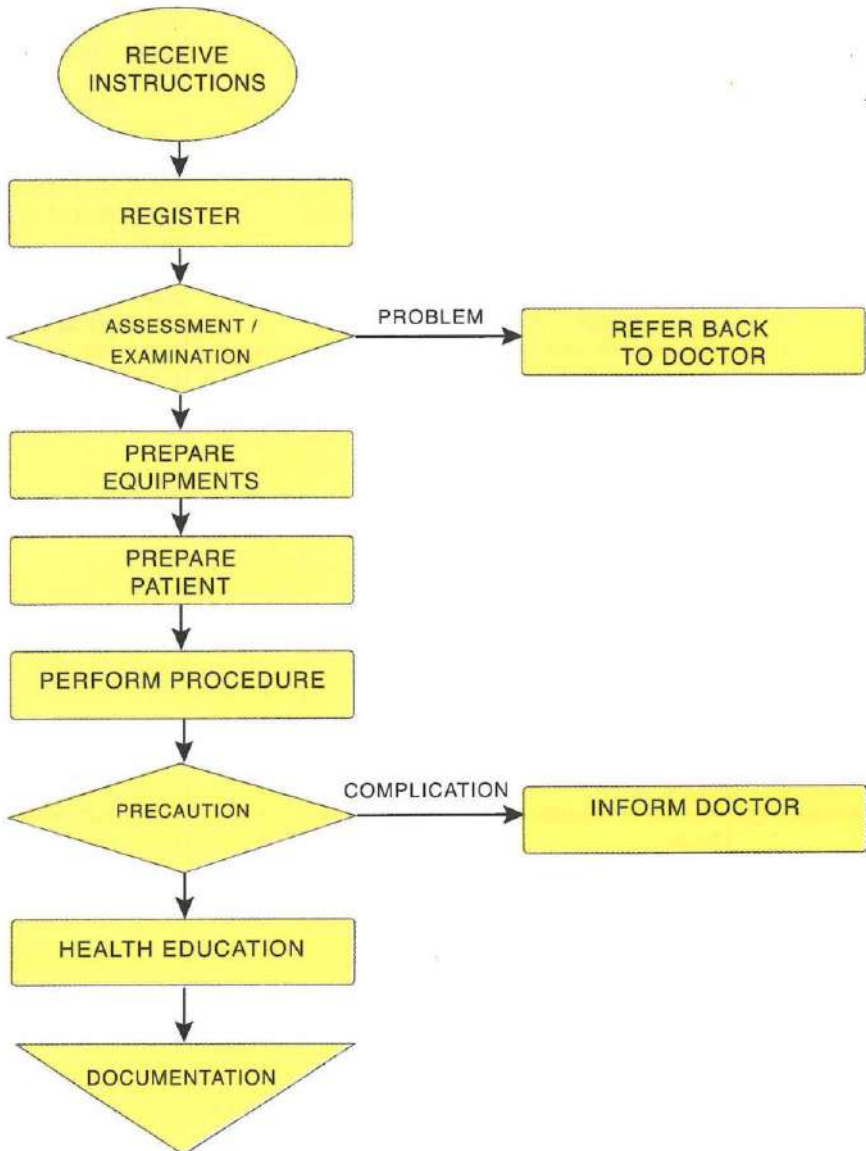 RECEIVE
INSTRUCTIONS
REGISTER
ASSESSMENT /
EXAMINATION
PROBLEM
REFER BACK
TO DOCTOR
PREPARE
EQUIPMENTS
PREPARE
PATIENT
PERFORM PROCEDURE
PRECAUTION
COMPLICATION
INFORM DOCTOR
HEALTH EDUCATION
DOCUMENTATION